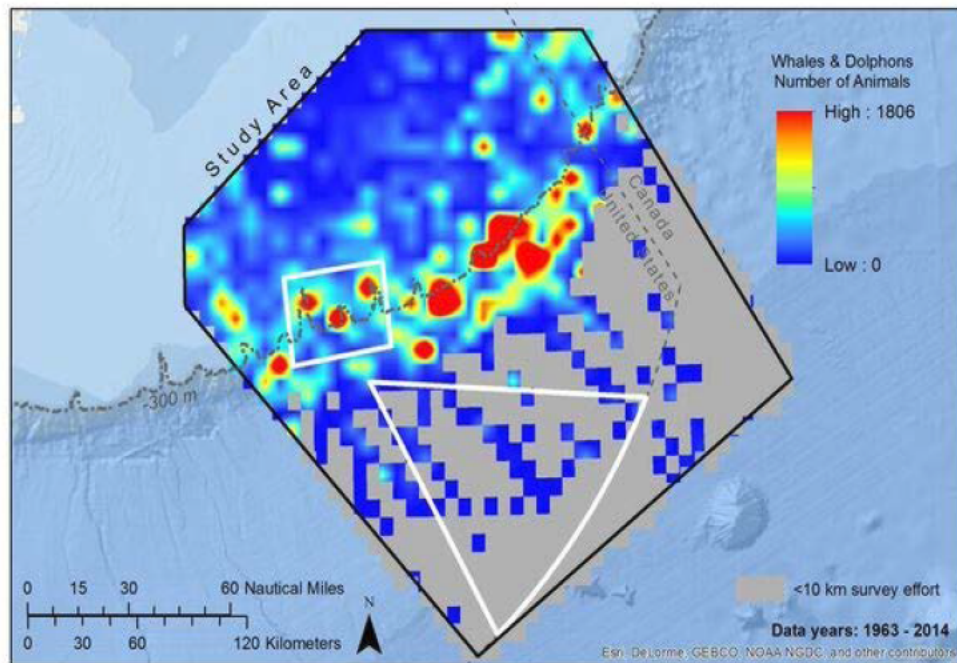 Study Area
Whales & Dolphons
Number of Animals
High : 1806
Low : 0
Canada
United States
-300 m
0 15 30 60 Nautical Miles
0 30 60 120 Kilometers
N
<10 km survey effort
Data years: 1963 - 2014
Esri, DeLorme, GEBCO, NOAA NGDC, and other contributors